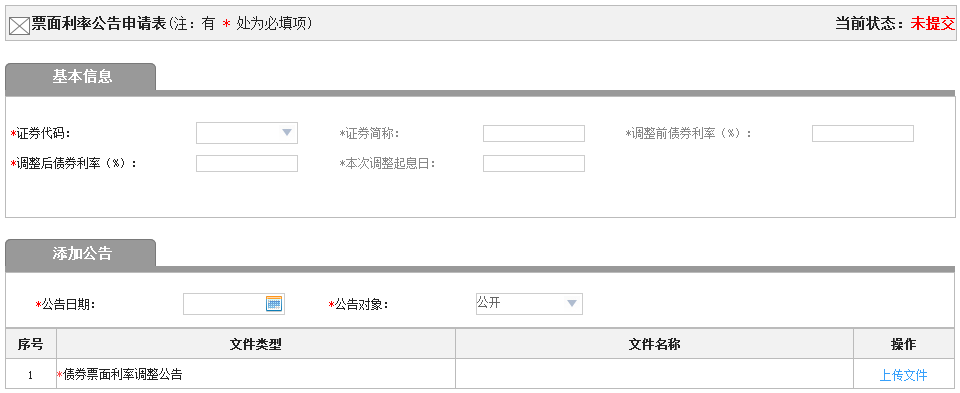 票面利率公告申请表(注：有 * 处为必填项) 当前状态：未提交
基本信息
*证券代码： *证券简称： *调整前债券利率（%）：
*调整后债券利率（%）： *本次调整起息日：
添加公告
*公告日期： *公告对象： 公开
序号 文件类型 文件名称 操作
1 *债券票面利率调整公告 上传文件